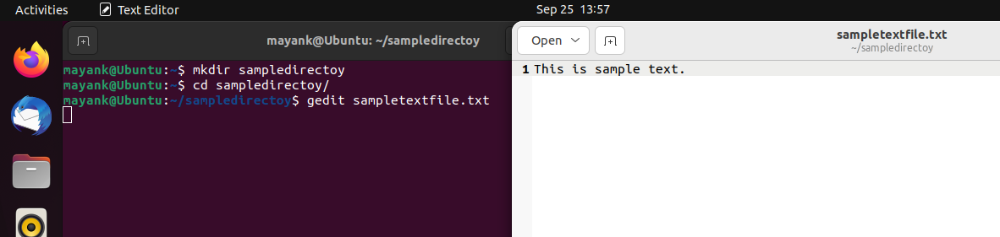 Activities Text Editor Sep 25 13:57
mayank@Ubuntu: ~/sampledirectoy
mayank@Ubuntu:~$ mkdir sampledirectoy
mayank@Ubuntu:~$ cd sampledirectoy/
mayank@Ubuntu:~/sampledirectoy$ gedit sampletextfile.txt
Open
sampletextfile.txt
~/sampledirectoy
1 This is sample text.